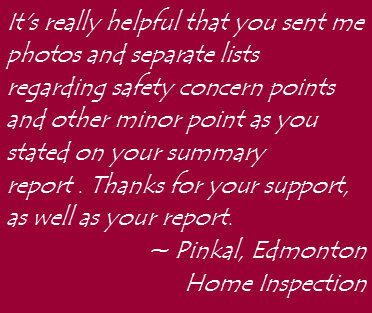 It's really helpful that you sent me
photos and separate lists
regarding safety concern points
and other minor point as you
stated on your summary
report . Thanks for your support,
as well as your report.
~ Pinkal, Edmonton
Home Inspection